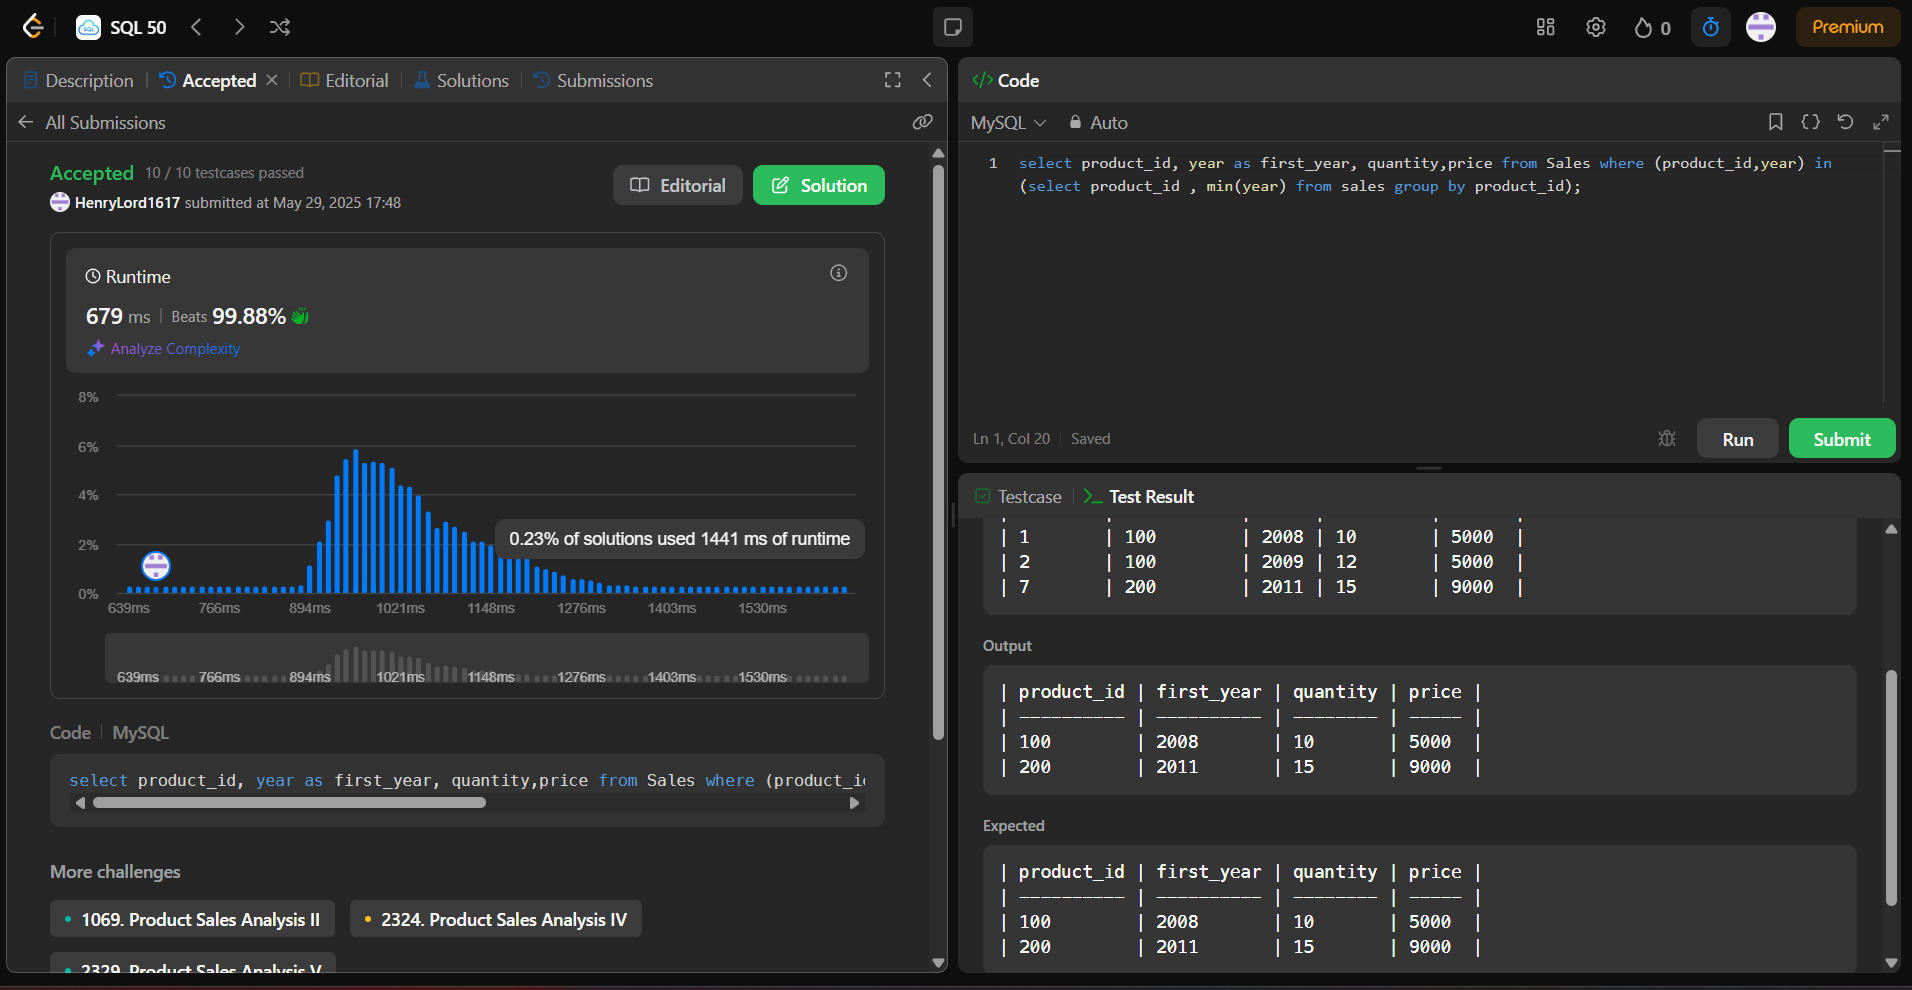 SQL 50
0
Premium
Description
Accepted
Editorial
Solutions
Submissions
All Submissions
Accepted 10 / 10 testcases passed
HenryLord1617 submitted at May 29, 2025 17:48
Editorial
Solution
Runtime
679 ms | Beats 99.88%
Analyze Complexity
8%
6%
4%
2%
0%
0.23% of solutions used 1441 ms of runtime
639ms 766ms 894ms 1021ms 1148ms 1276ms 1403ms 1530ms
639ms 766ms 894ms 1021ms 1148ms 1276ms 1403ms 1530ms
Code | MySQL
select product_id, year as first_year, quantity,price from Sales where (product_i
More challenges
1069. Product Sales Analysis II
2324. Product Sales Analysis IV
2329. Product Sales Analysis V
</> Code
MySQL
Auto
1 select product_id, year as first_year, quantity,price from Sales where (product_id,year) in
(select product_id , min(year) from sales group by product_id);
Ln 1, Col 20 | Saved
Run
Submit
Testcase
Test Result
| 1 | 100 | 2008 | 10 | 5000 |
| 2 | 100 | 2009 | 12 | 5000 |
| 7 | 200 | 2011 | 15 | 9000 |
Output
| product_id | first_year | quantity | price |
| ---------- | ---------- | -------- | ----- |
| 100 | 2008 | 10 | 5000 |
| 200 | 2011 | 15 | 9000 |
Expected
| product_id | first_year | quantity | price |
| ---------- | ---------- | -------- | ----- |
| 100 | 2008 | 10 | 5000 |
| 200 | 2011 | 15 | 9000 |